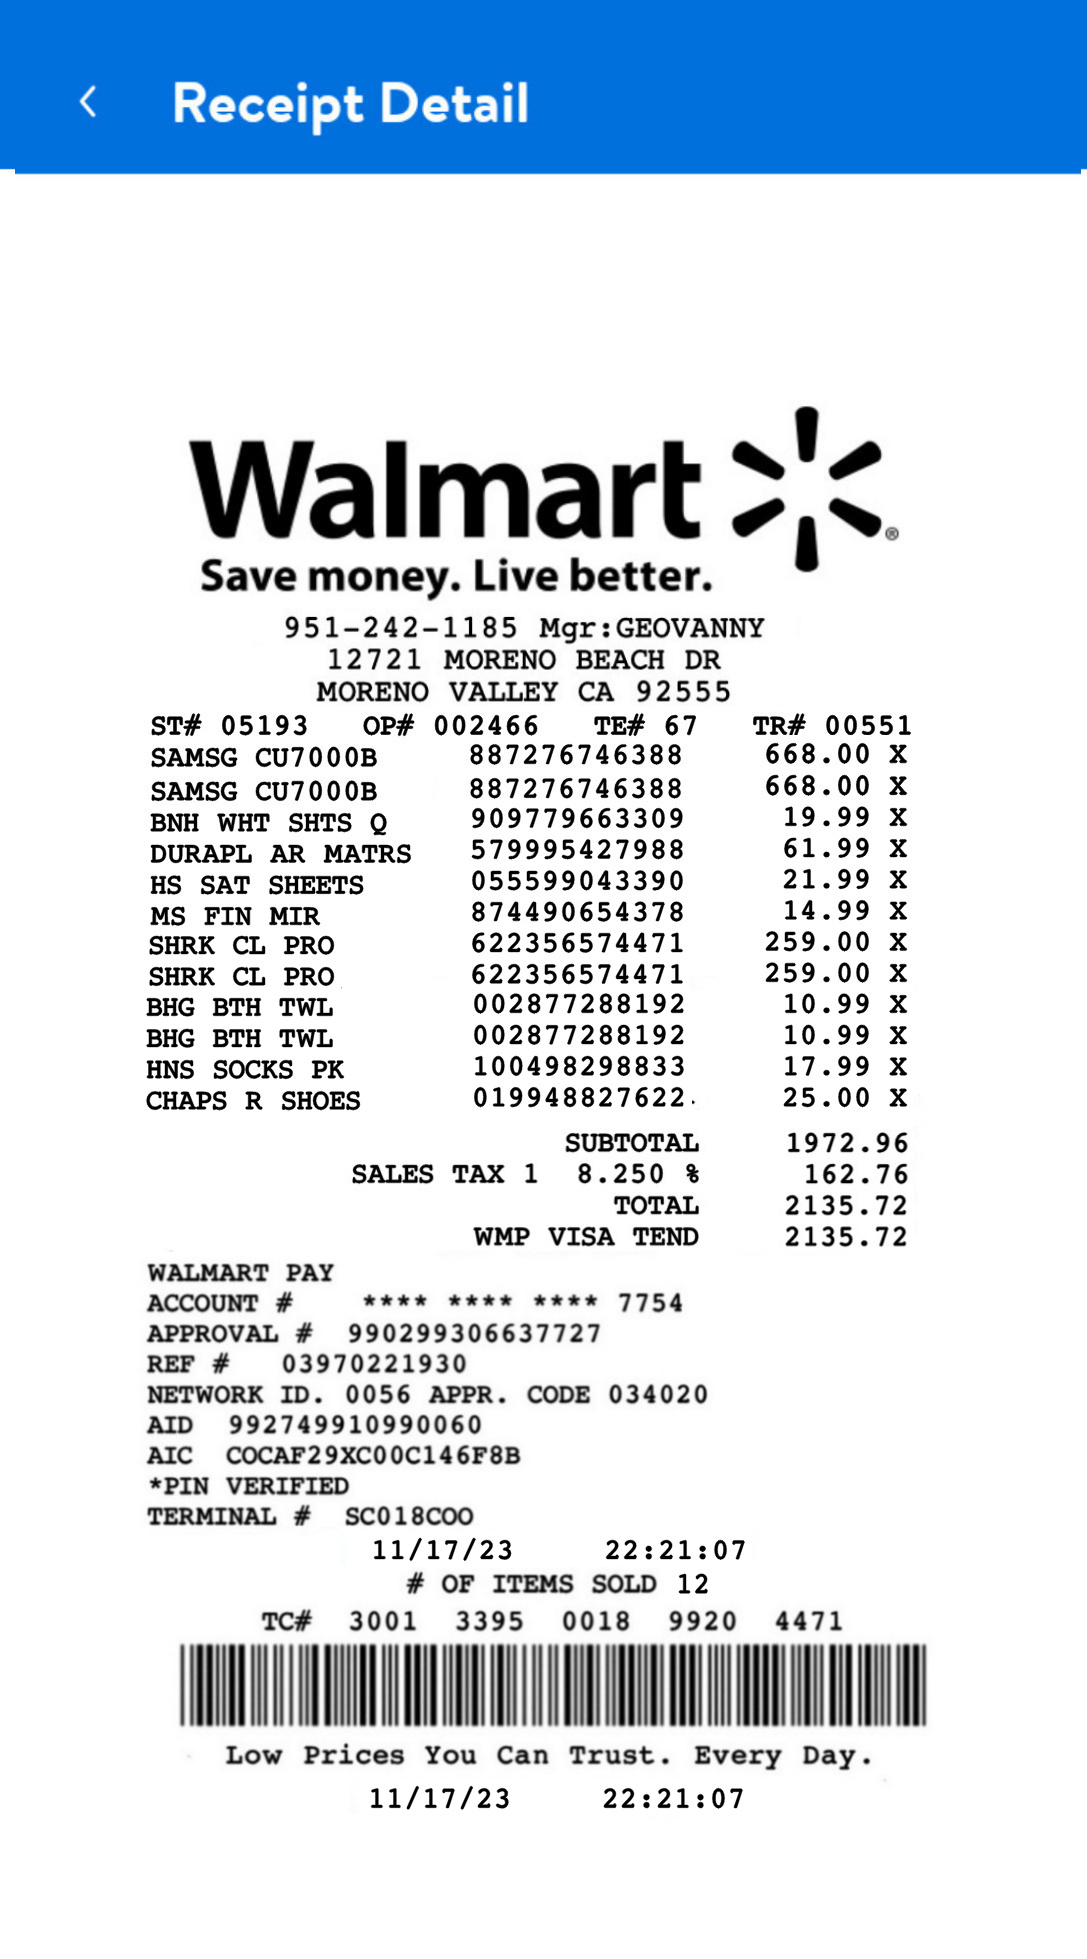 Receipt Detail
Walmart ®
Save money. Live better.
951-242-1185 Mgr:GEOVANNY
12721 MORENO BEACH DR
MORENO VALLEY CA 92555
ST# 05193 OP# 002466 TE# 67 TR# 00551
SAMSG CU7000B 887276746388 668.00 X
SAMSG CU7000B 887276746388 668.00 X
BNH WHT SHTS Q 909779663309 19.99 X
DURAPL AR MATRS 579995427988 61.99 X
HS SAT SHEETS 055599043390 21.99 X
MS FIN MIR 874490654378 14.99 X
SHRK CL PRO 622356574471 259.00 X
SHRK CL PRO 622356574471 259.00 X
BHG BTH TWL 002877288192 10.99 X
BHG BTH TWL 002877288192 10.99 X
HNS SOCKS PK 100498298833 17.99 X
CHAPS R SHOES 019948827622 25.00 X
SUBTOTAL 1972.96
SALES TAX 1 8.250 % 162.76
TOTAL 2135.72
WMP VISA TEND 2135.72
WALMART PAY
ACCOUNT # **** **** **** 7754
APPROVAL # 990299306637727
REF # 03970221930
NETWORK ID. 0056 APPR. CODE 034020
AID 992749910990060
AIC COCAF29XC00C146F8B
*PIN VERIFIED
TERMINAL # SC018COO
11/17/23 22:21:07
# OF ITEMS SOLD 12
TC# 3001 3395 0018 9920 4471
Low Prices You Can Trust. Every Day.
11/17/23 22:21:07